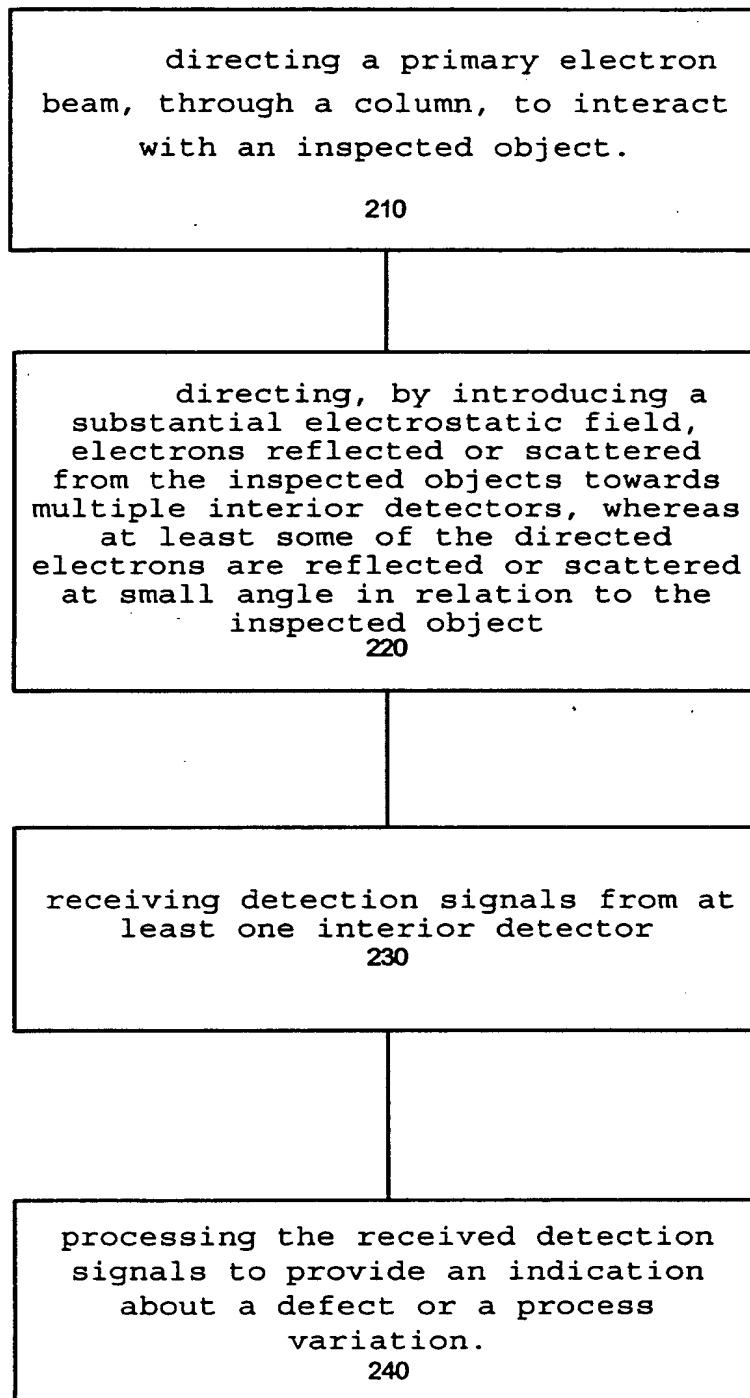 directing a primary electron
beam, through a column, to interact
with an inspected object.
210
directing, by introducing a
substantial electrostatic field,
electrons reflected or scattered
from the inspected objects towards
multiple interior detectors, whereas
at least some of the directed
electrons are reflected or scattered
at small angle in relation to the
inspected object
220
receiving detection signals from at
least one interior detector
230
processing the received detection
signals to provide an indication
about a defect or a process
variation.
240